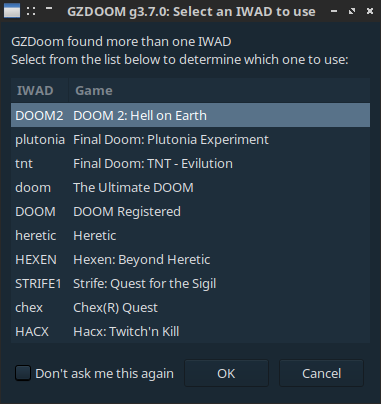 GZDOOM g3.7.0: Select an IWAD to use
GZDoom found more than one IWAD
Select from the list below to determine which one to use:
IWAD Game
DOOM2 DOOM 2: Hell on Earth
plutonia Final Doom: Plutonia Experiment
tnt Final Doom: TNT - Evilution
doom The Ultimate DOOM
DOOM DOOM Registered
heretic Heretic
HEXEN Hexen: Beyond Heretic
STRIFE1 Strife: Quest for the Sigil
chex Chex(R) Quest
HACX Hacx: Twitch'n Kill
Don't ask me this again OK Cancel